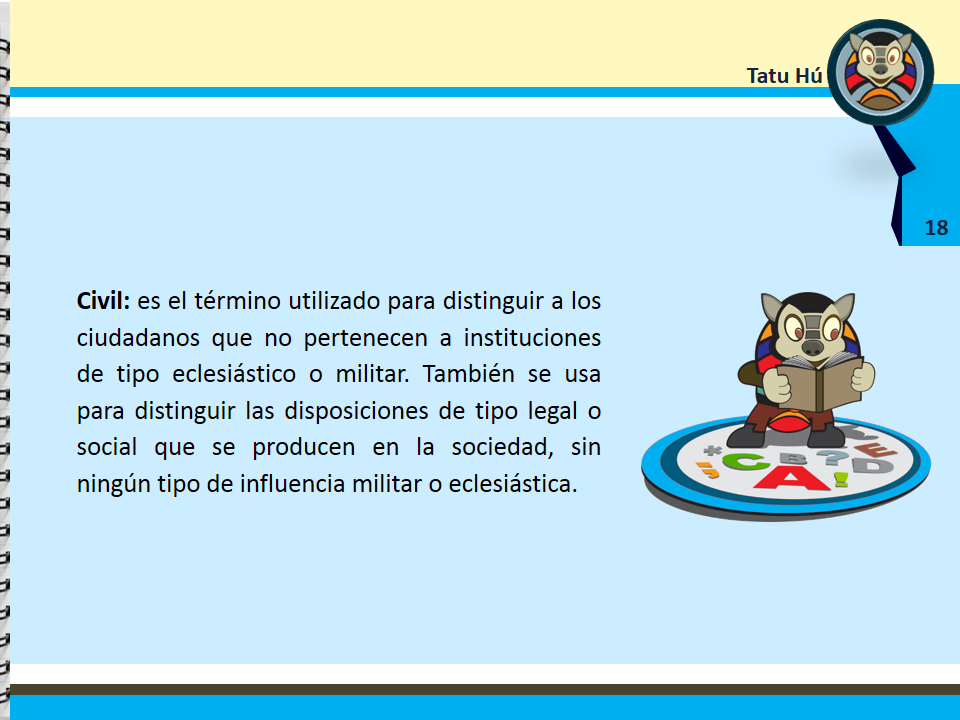 Tatu Hú
18
Civil: es el término utilizado para distinguir a los
ciudadanos que no pertenecen a instituciones
de tipo eclesiástico o militar. También se usa
para distinguir las disposiciones de tipo legal o
social que se producen en la sociedad, sin
ningún tipo de influencia militar o eclesiástica.
* C B ? E
" A ! D